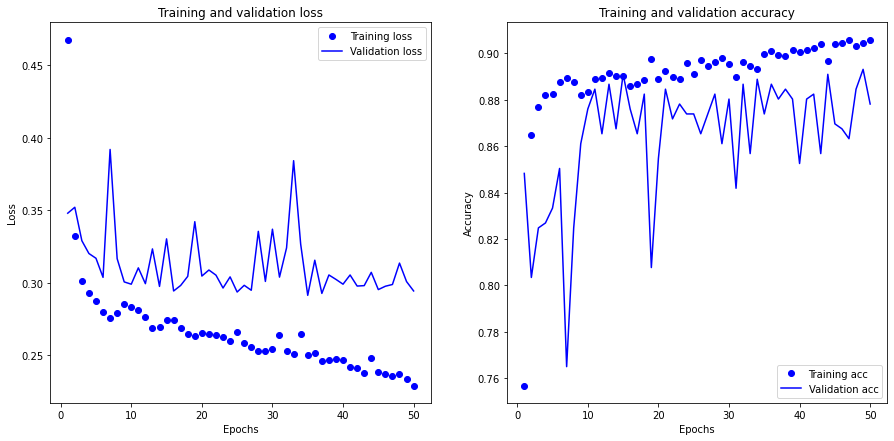 Training and validation loss
Training loss
Validation loss
0.45
0.40
0.35
0.30
0.25
Loss
0
10
20
30
40
50
Epochs
Training and validation accuracy
0.90
0.88
0.86
0.84
0.82
0.80
0.78
0.76
Accuracy
Training acc
Validation acc
0
10
20
30
40
50
Epochs